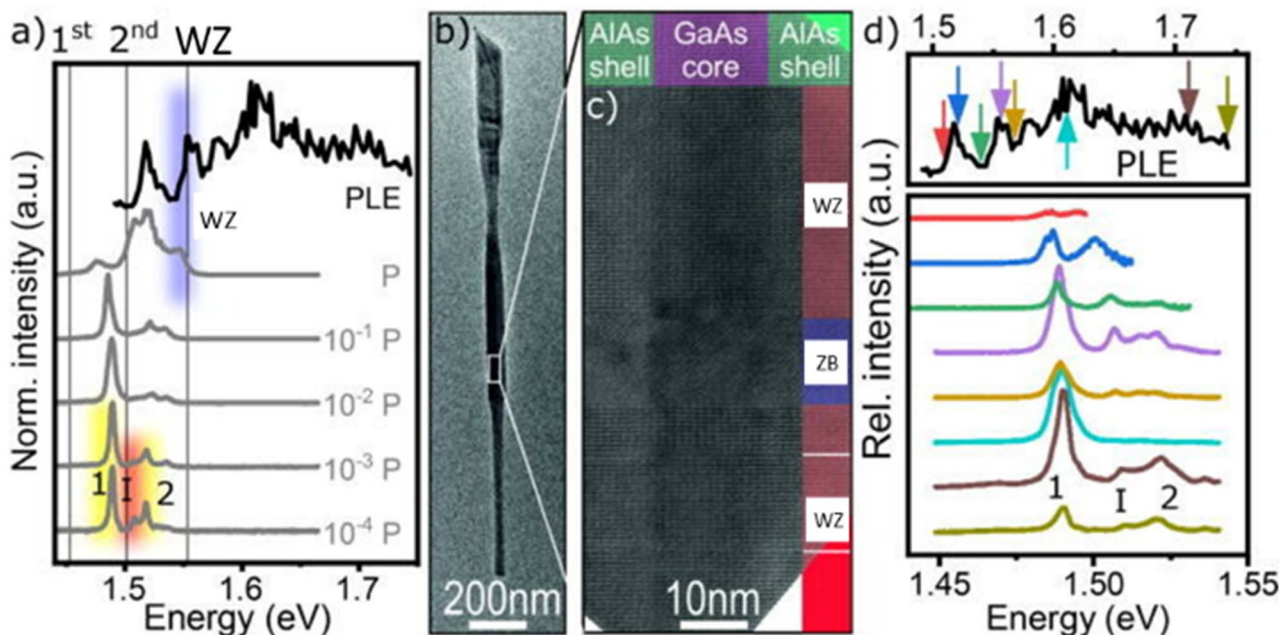 a)
1st 2nd WZ
Norm. intensity (a.u.)
PLE
WZ
P
10-1 P
10-2 P
10-3 P
10-4 P
1 I 2
1.5 1.6 1.7
Energy (eV)
b)
200nm
AlAs shell
GaAs core
AlAs shell
c)
WZ
ZB
WZ
10nm
d)
1.5 1.6 1.7
PLE
Rel. intensity (a.u.)
1 I 2
1.45 1.50 1.55
Energy (eV)